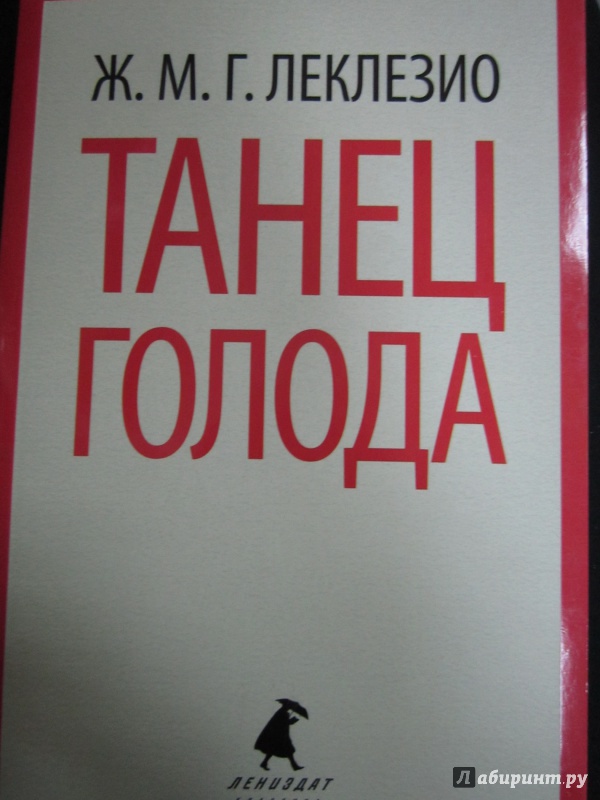 Ж. М. Г. ЛЕКЛЕЗИО
ТАНЕЦ
ГОЛОДА
ЛЕНИЗДАТ
Лабиринт.ру